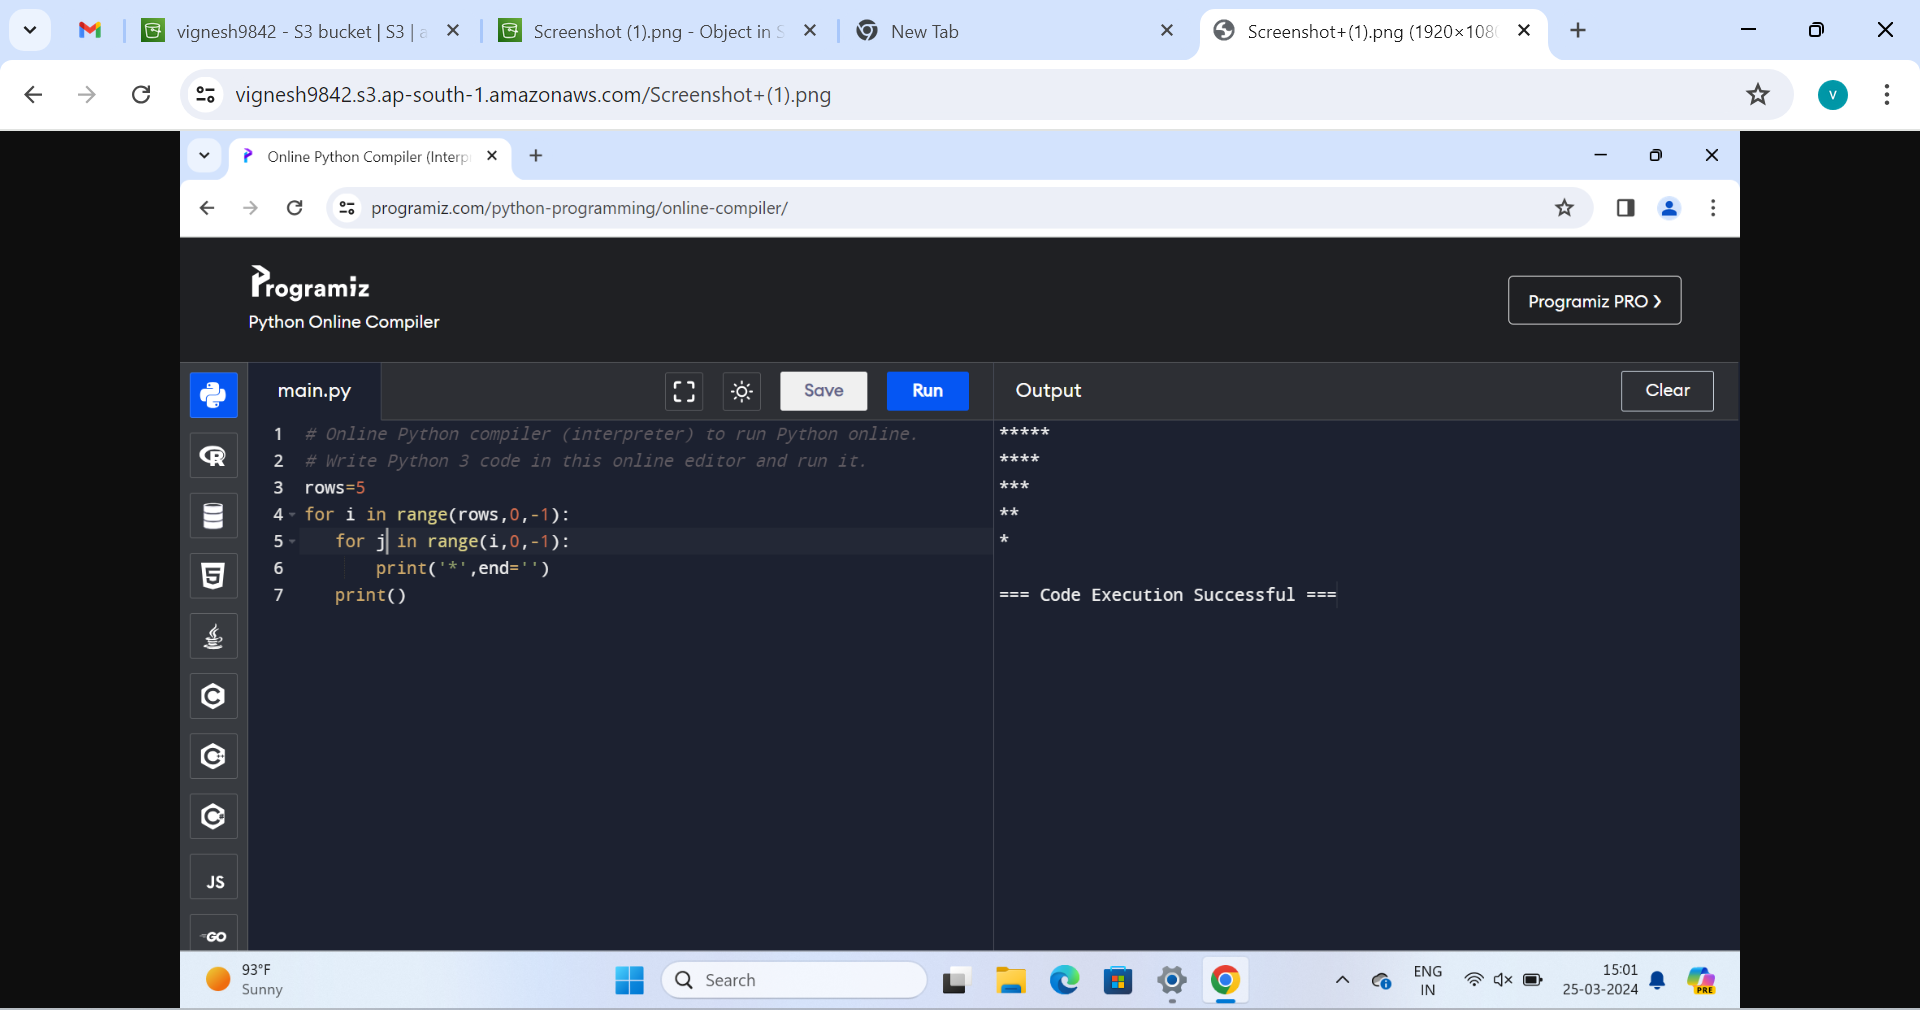 vignesh9842 - S3 bucket | S3 | a
Screenshot (1).png - Object in S
New Tab
Screenshot+(1).png (1920×1080
vignesh9842.s3.ap-south-1.amazonaws.com/Screenshot+(1).png
V
Online Python Compiler (Interp
programiz.com/python-programming/online-compiler/
Programiz
Python Online Compiler
Programiz PRO ❯
main.py
Save
Run
Output
Clear
1 # Online Python compiler (interpreter) to run Python online.
2 # Write Python 3 code in this online editor and run it.
3 rows=5
4 for i in range(rows,0,-1):
5    for j in range(i,0,-1):
6        print('*',end='')
7    print()
*****
****
***
**
*
=== Code Execution Successful ===
R
5
C
C
C
JS
GO
93°F
Sunny
Search
ENG
IN
15:01
25-03-2024
PRE